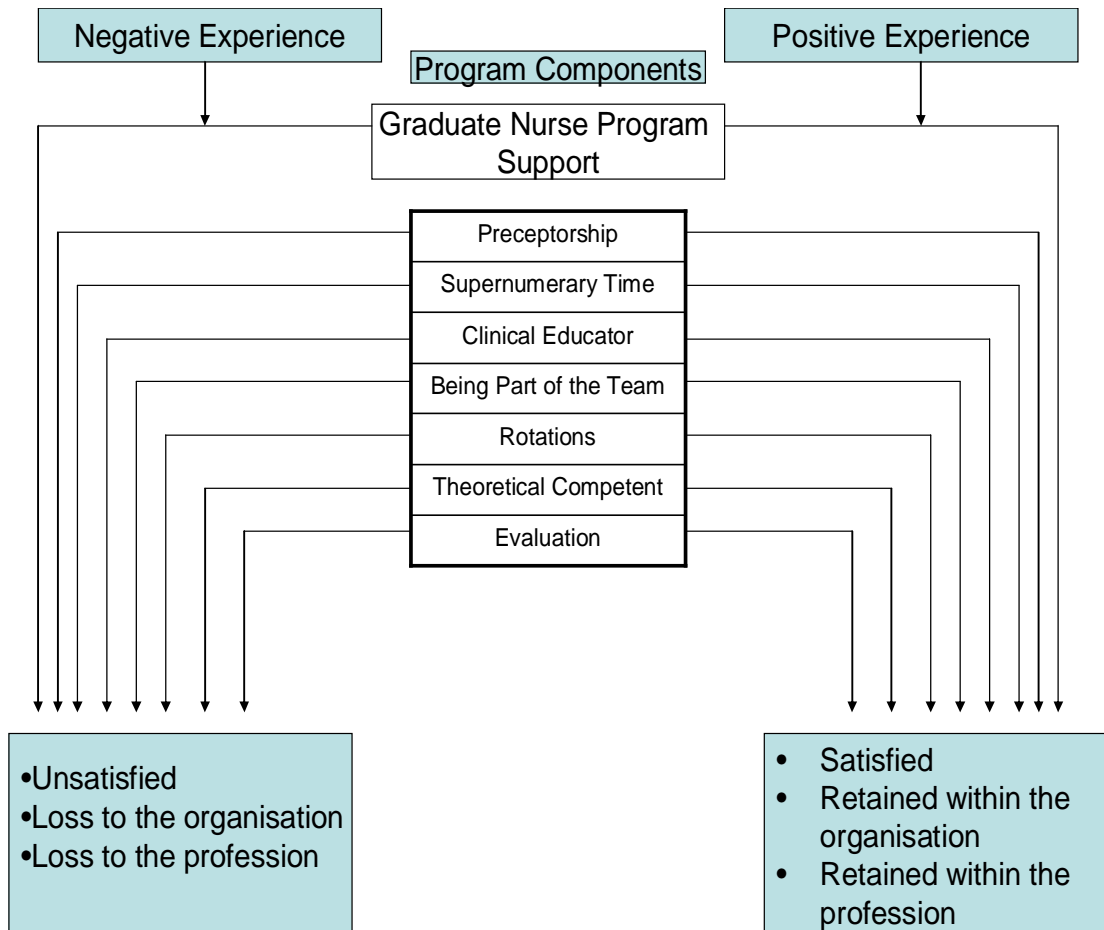 Negative Experience
Positive Experience
Program Components
Graduate Nurse Program
Support
Preceptorship
Supernumerary Time
Clinical Educator
Being Part of the Team
Rotations
Theoretical Competent
Evaluation
•Unsatisfied
•Loss to the organisation
•Loss to the profession
• Satisfied
• Retained within the
organisation
• Retained within the
profession